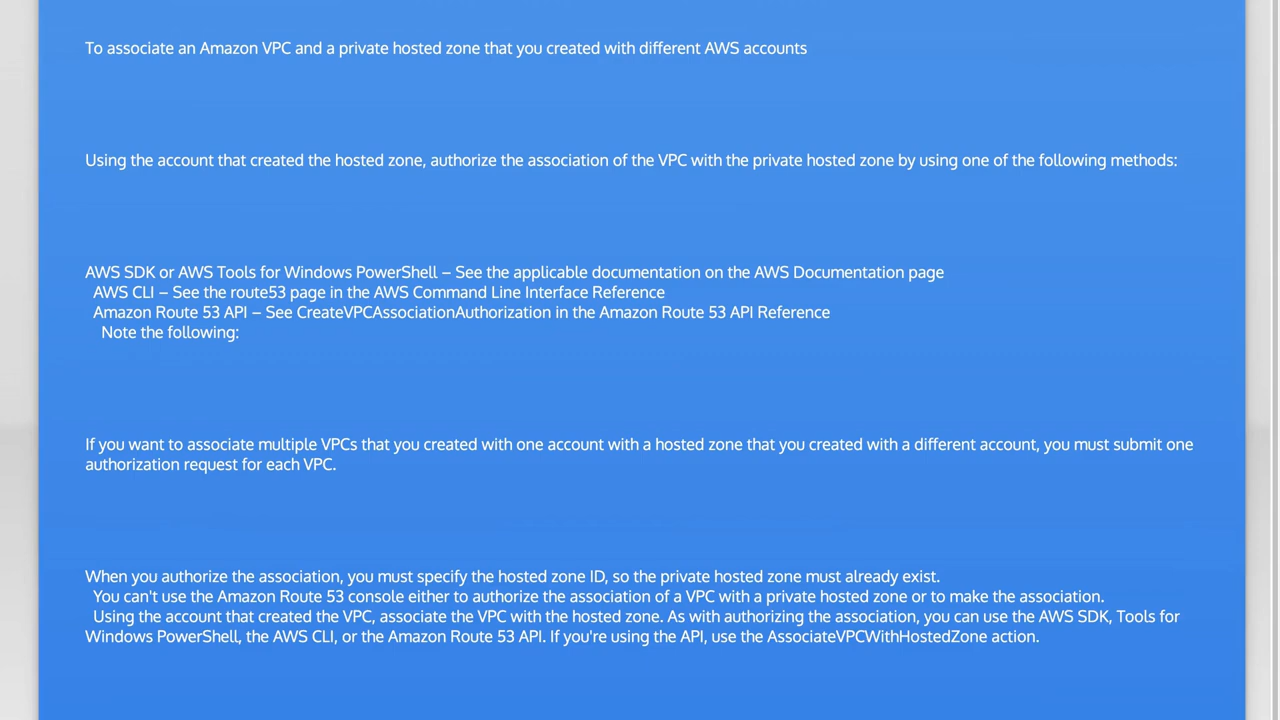 To associate an Amazon VPC and a private hosted zone that you created with different AWS accounts
Using the account that created the hosted zone, authorize the association of the VPC with the private hosted zone by using one of the following methods:
AWS SDK or AWS Tools for Windows PowerShell – See the applicable documentation on the AWS Documentation page
AWS CLI – See the route53 page in the AWS Command Line Interface Reference
Amazon Route 53 API – See CreateVPCAssociationAuthorization in the Amazon Route 53 API Reference
Note the following:
If you want to associate multiple VPCs that you created with one account with a hosted zone that you created with a different account, you must submit one
authorization request for each VPC.
When you authorize the association, you must specify the hosted zone ID, so the private hosted zone must already exist.
You can't use the Amazon Route 53 console either to authorize the association of a VPC with a private hosted zone or to make the association.
Using the account that created the VPC, associate the VPC with the hosted zone. As with authorizing the association, you can use the AWS SDK, Tools for
Windows PowerShell, the AWS CLI, or the Amazon Route 53 API. If you're using the API, use the AssociateVPCWithHostedZone action.